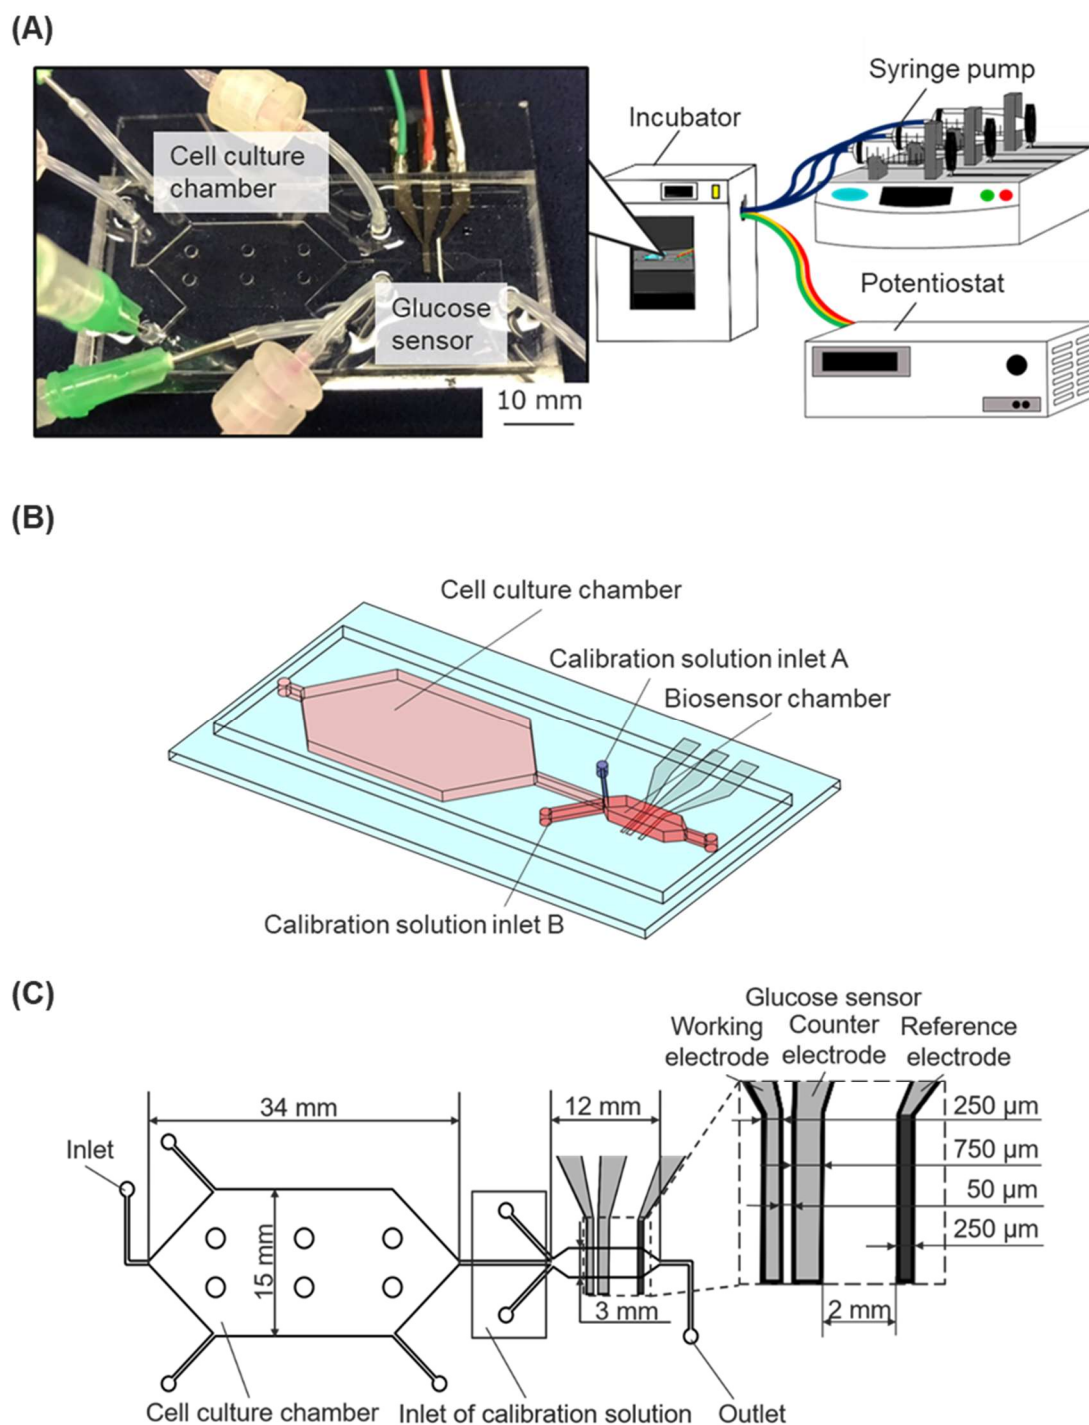 (A)
Cell culture
chamber
Glucose
sensor
10 mm
Incubator
Syringe pump
Potentiostat
(B)
Cell culture chamber
Calibration solution inlet A
Biosensor chamber
Calibration solution inlet B
(C)
Glucose sensor
Working
electrode
Counter
electrode
Reference
electrode
34 mm
12 mm
250 µm
750 µm
50 µm
250 µm
Inlet
15 mm
3 mm
2 mm
Cell culture chamber
Inlet of calibration solution
Outlet